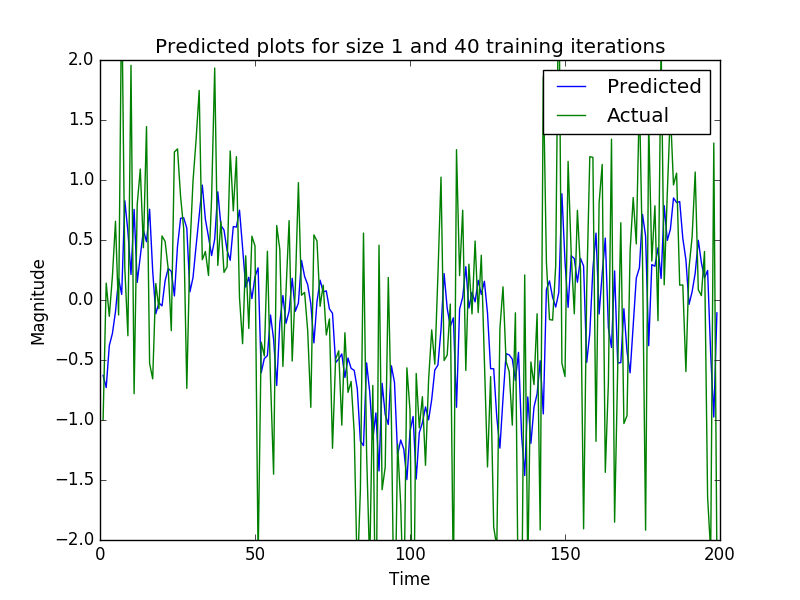 Predicted plots for size 1 and 40 training iterations
2.0
1.5
1.0
0.5
0.0
−0.5
−1.0
−1.5
−2.0
Magnitude
Predicted
Actual
0 50 100 150 200
Time